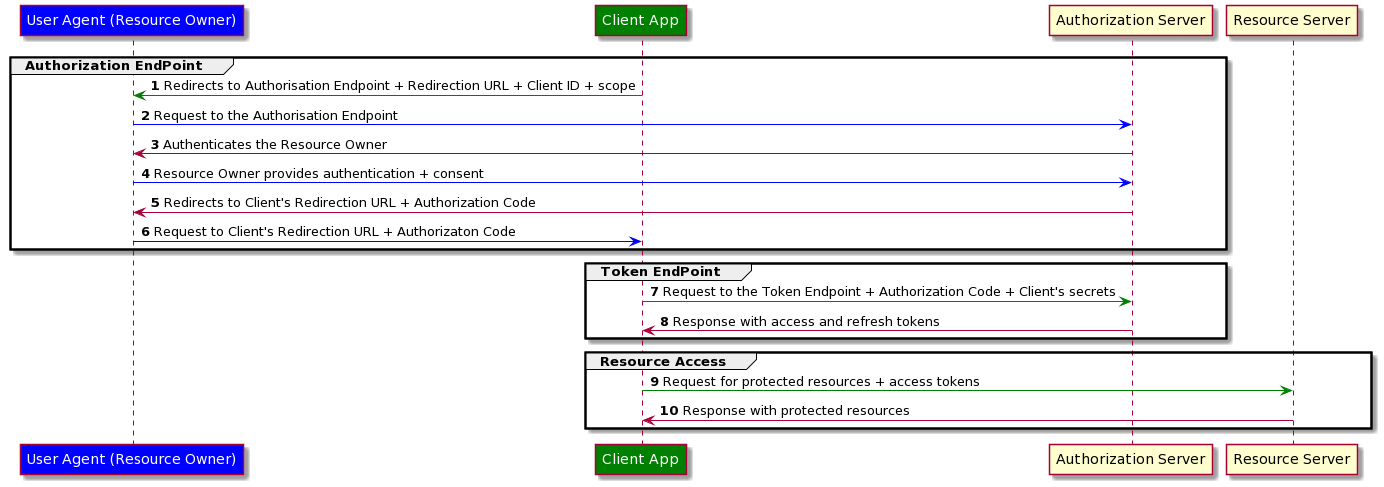 User Agent (Resource Owner) Client App Authorization Server Resource Server
Authorization EndPoint
1 Redirects to Authorisation Endpoint + Redirection URL + Client ID + scope
2 Request to the Authorisation Endpoint
3 Authenticates the Resource Owner
4 Resource Owner provides authentication + consent
5 Redirects to Client's Redirection URL + Authorization Code
6 Request to Client's Redirection URL + Authorizaton Code
Token EndPoint
7 Request to the Token Endpoint + Authorization Code + Client's secrets
8 Response with access and refresh tokens
Resource Access
9 Request for protected resources + access tokens
10 Response with protected resources
User Agent (Resource Owner) Client App Authorization Server Resource Server